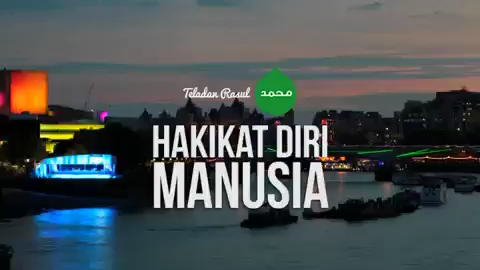 Teladan Rasul
محمد
HAKIKAT DIRI
MANUSIA